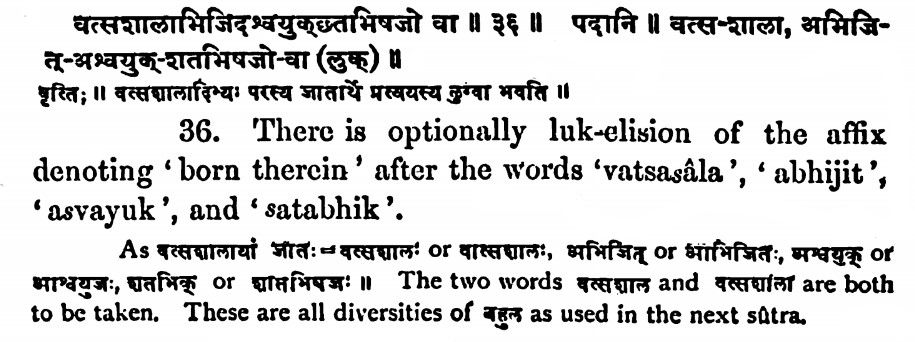 वत्सशालाभिजिदश्वयुक्छतभिषजो वा ॥ ३६ ॥ पदानि ॥ वत्स-शाला, अभिजि-
त्-अश्वयुक्-शतभिषजो-वा (लुक्) ॥
वृत्ति; ॥ वत्सशालादिभ्यः परस्य जातार्थे प्रत्ययस्य लुग्वा भवति ॥
36. There is optionally luk-elision of the affix
denoting ‘born therein’ after the words ‘vatsasâla’, ‘abhijit’,
‘asvayuk’, and ‘satabhik’.
As वत्सशालायां जातः=वत्सशालः or वात्सशालः, अभिजित् or आभिजितः, अश्वयुक् or
आश्वयुजः, शतभिक् or शातभिषजः ॥ The two words वत्सशाल and वत्सशाला are both
to be taken. These are all diversities of बहुल as used in the next sûtra.